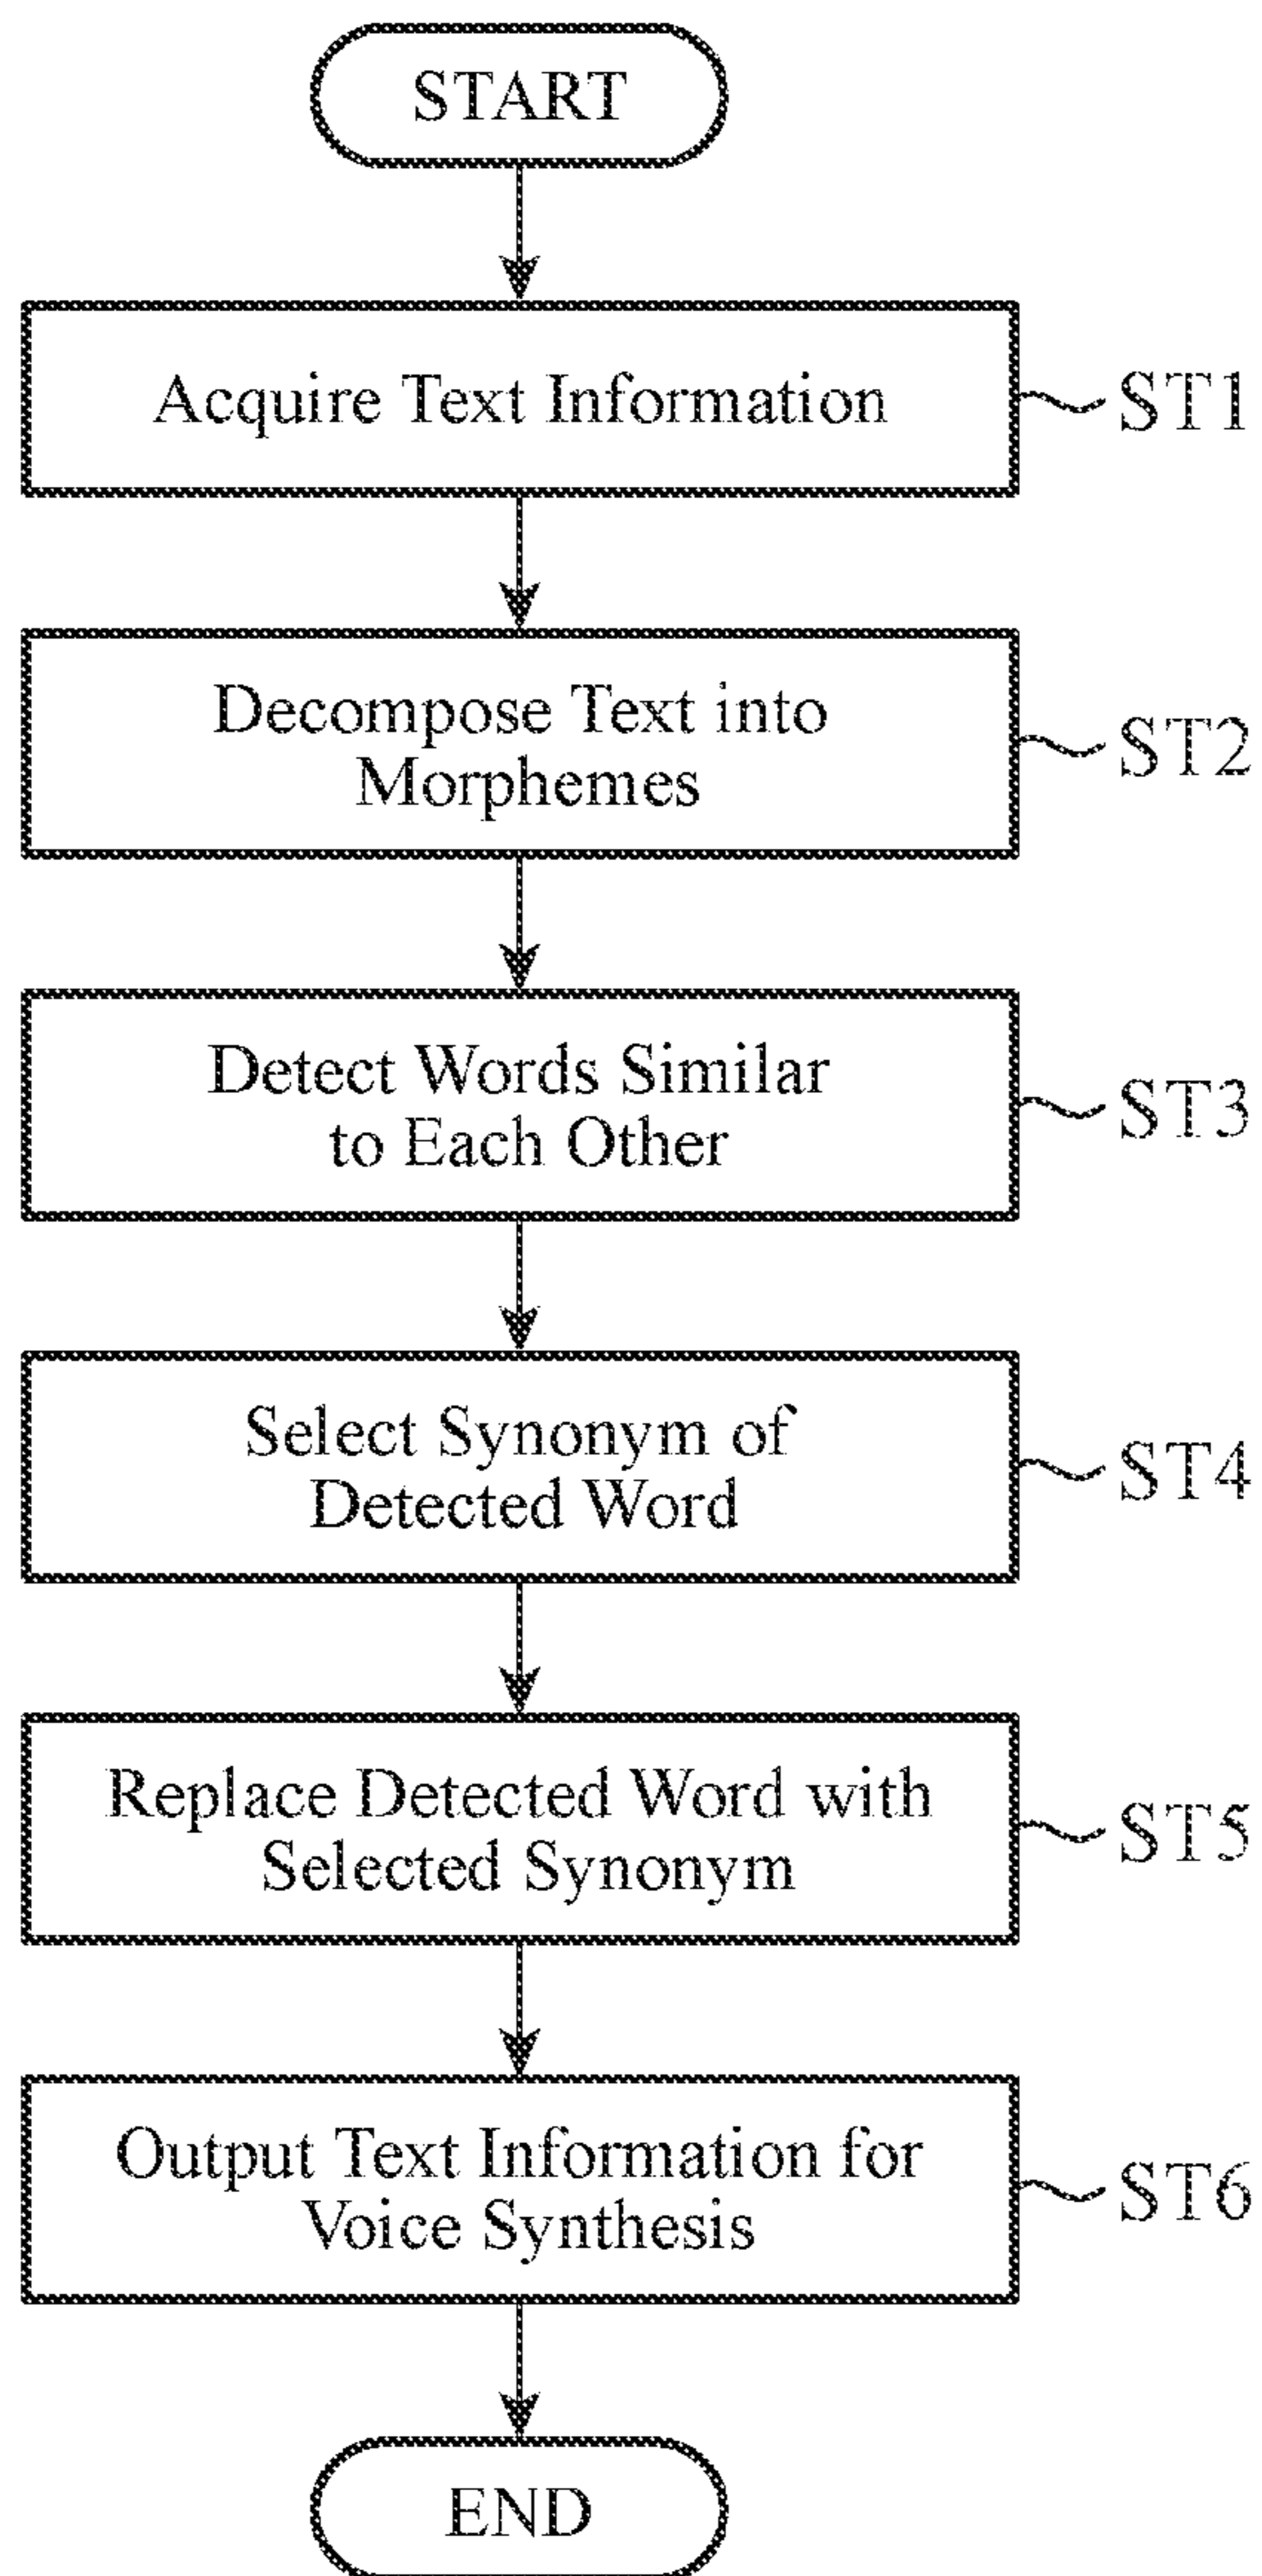 START
Acquire Text Information
ST1
Decompose Text into
Morphemes
ST2
Detect Words Similar
to Each Other
ST3
Select Synonym of
Detected Word
ST4
Replace Detected Word with
Selected Synonym
ST5
Output Text Information for
Voice Synthesis
ST6
END